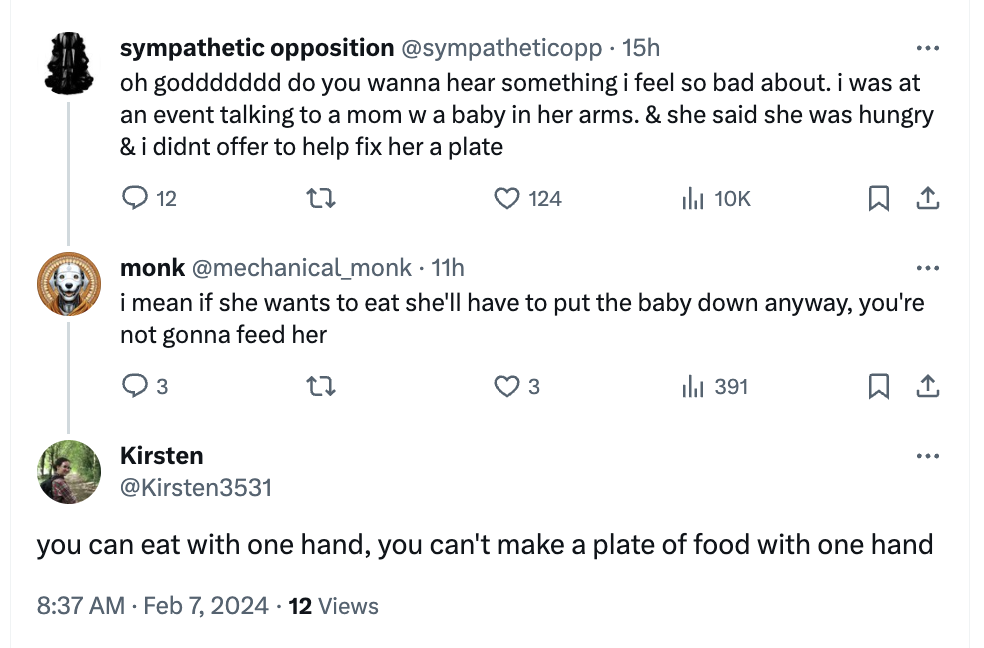 sympathetic opposition @sympatheticopp · 15h
oh goddddddd do you wanna hear something i feel so bad about. i was at
an event talking to a mom w a baby in her arms. & she said she was hungry
& i didnt offer to help fix her a plate
12 124 10K
monk @mechanical_monk · 11h
i mean if she wants to eat she'll have to put the baby down anyway, you're
not gonna feed her
3 3 391
Kirsten
@Kirsten3531
you can eat with one hand, you can't make a plate of food with one hand
8:37 AM · Feb 7, 2024 · 12 Views